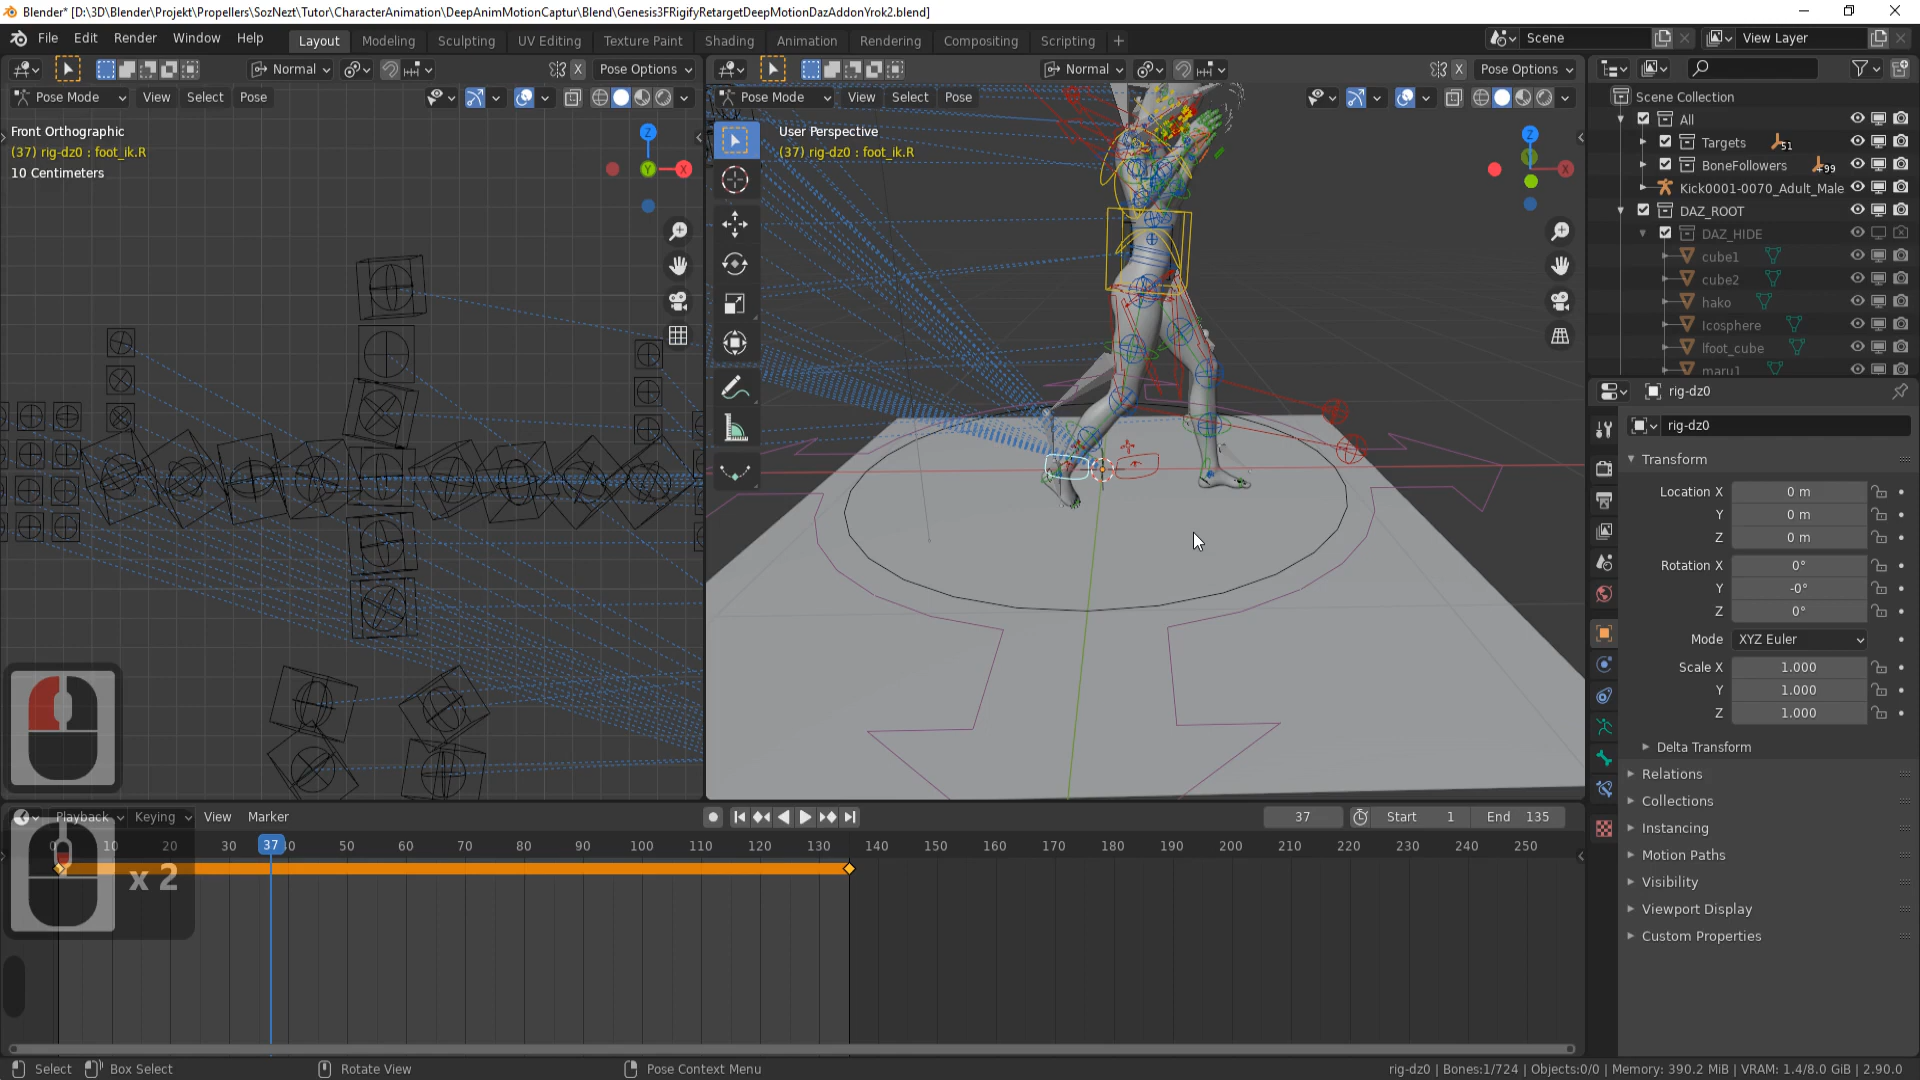 Blender* [D:\3D\Blender\Projekt\Propellers\SozNezt\Tutor\CharacterAnimation\DeepAnimMotionCaptur\Blend\Genesis3FRigifyRetargetDeepMotionDazAddonYrok2.blend]
File Edit Render Window Help Layout Modeling Sculpting UV Editing Texture Paint Shading Animation Rendering Compositing Scripting + Scene View Layer
Normal X Pose Options Normal X Pose Options
Pose Mode View Select Pose Pose Mode View Select Pose
Front Orthographic
(37) rig-dz0 : foot_ik.R
10 Centimeters
Z
Y
X
User Perspective
(37) rig-dz0 : foot_ik.R
Z
Scene Collection
All
Targets 51
BoneFollowers 99
Kick0001-0070_Adult_Male
DAZ_ROOT
DAZ_HIDE
cube1
cube2
hako
Icosphere
lfoot_cube
maru1
rig-dz0
rig-dz0
Transform
Location X 0 m
Y 0 m
Z 0 m
Rotation X 0°
Y -0°
Z 0°
Mode XYZ Euler
Scale X 1.000
Y 1.000
Z 1.000
Delta Transform
Relations
Collections
Instancing
Motion Paths
Visibility
Viewport Display
Custom Properties
Playback Keying View Marker 37 Start 1 End 135
0 10 20 30 37 40 50 60 70 80 90 100 110 120 130 140 150 160 170 180 190 200 210 220 230 240 250
x 2
Select Box Select Rotate View Pose Context Menu rig-dz0 | Bones:1/724 | Objects:0/0 | Memory: 390.2 MiB | VRAM: 1.4/8.0 GiB | 2.90.0